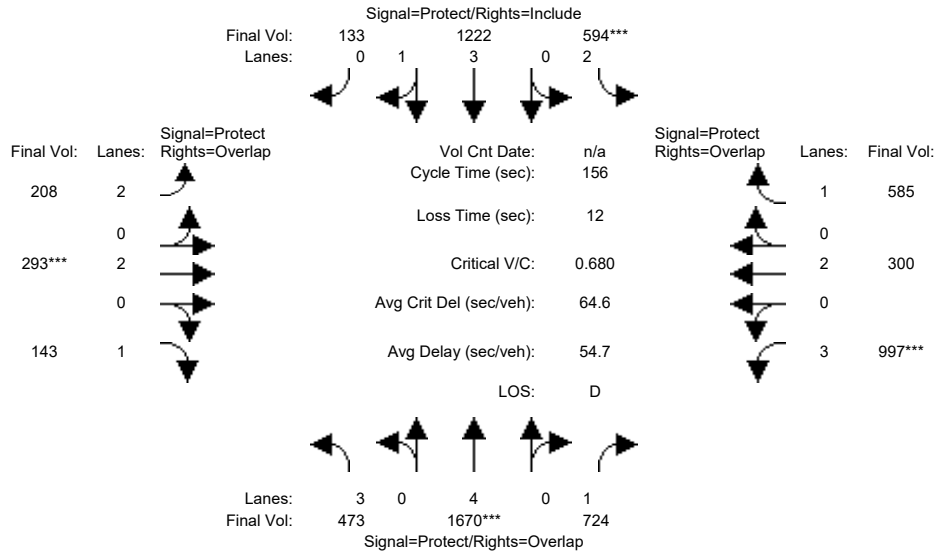 Signal=Protect/Rights=Include
Final Vol: 133 1222 594***
Lanes: 0 1 3 0 2
Signal=Protect
Final Vol: Lanes: Rights=Overlap
Vol Cnt Date: n/a
Signal=Protect
Rights=Overlap Lanes: Final Vol:
Cycle Time (sec): 156
208 2
1 585
Loss Time (sec): 12
0
0
293*** 2
Critical V/C: 0.680
2 300
0
Avg Crit Del (sec/veh): 64.6
0
143 1
Avg Delay (sec/veh): 54.7
3 997***
LOS: D
Lanes: 3 0 4 0 1
Final Vol: 473 1670*** 724
Signal=Protect/Rights=Overlap